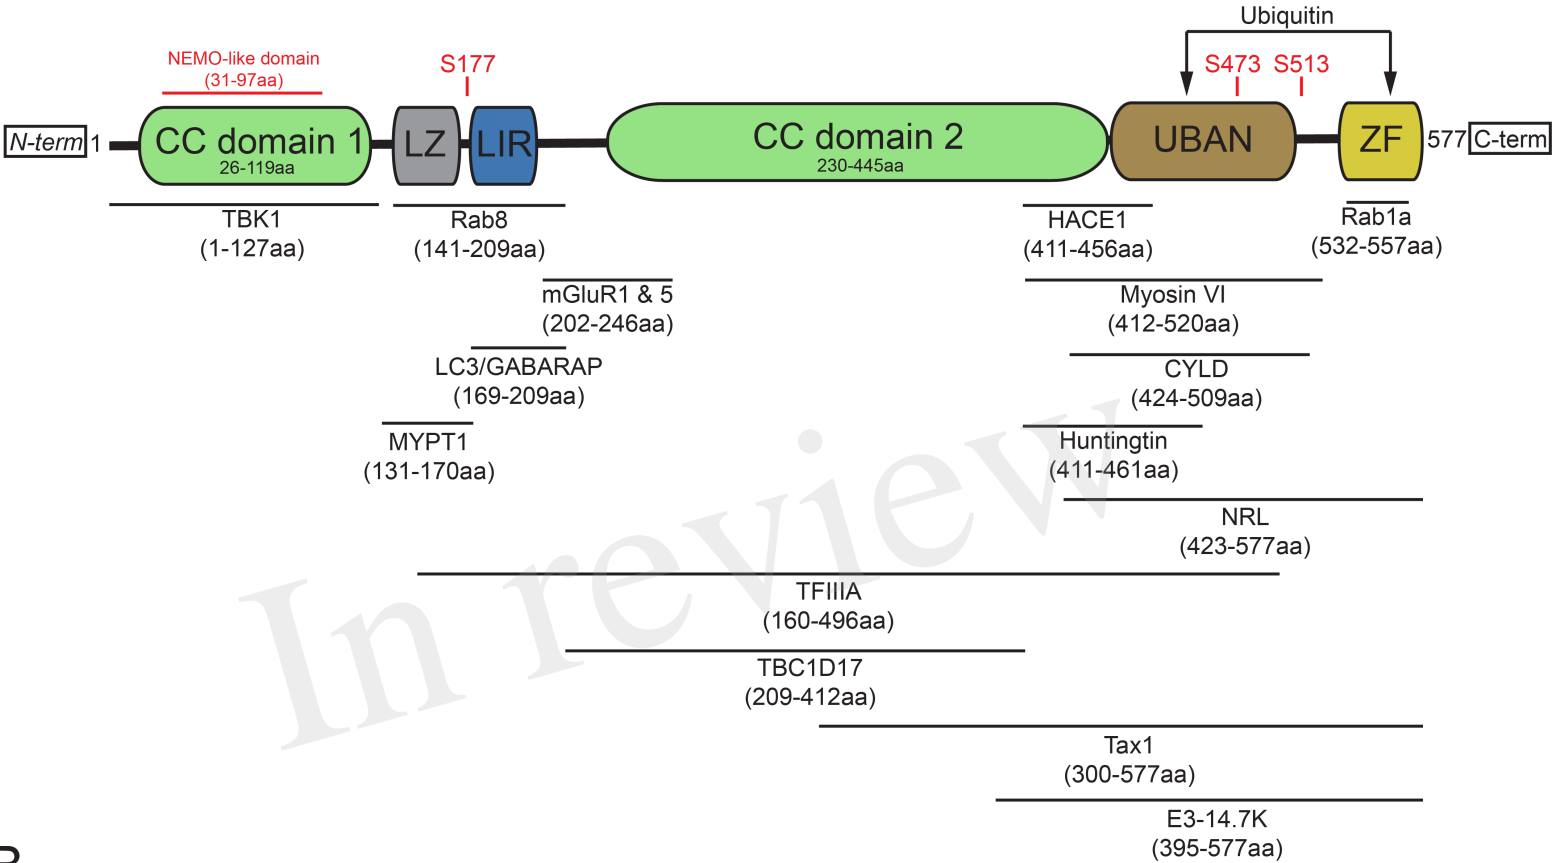 Ubiquitin
NEMO-like domain
(31-97aa)
S177
S473
S513
N-term
1
CC domain 1
26-119aa
LZ
LIR
CC domain 2
230-445aa
UBAN
ZF
577
C-term
TBK1
(1-127aa)
Rab8
(141-209aa)
HACE1
(411-456aa)
Rab1a
(532-557aa)
mGluR1 & 5
(202-246aa)
Myosin VI
(412-520aa)
LC3/GABARAP
(169-209aa)
CYLD
(424-509aa)
MYPT1
(131-170aa)
Huntingtin
(411-461aa)
NRL
(423-577aa)
TFIIIA
(160-496aa)
TBC1D17
(209-412aa)
Tax1
(300-577aa)
E3-14.7K
(395-577aa)
In review